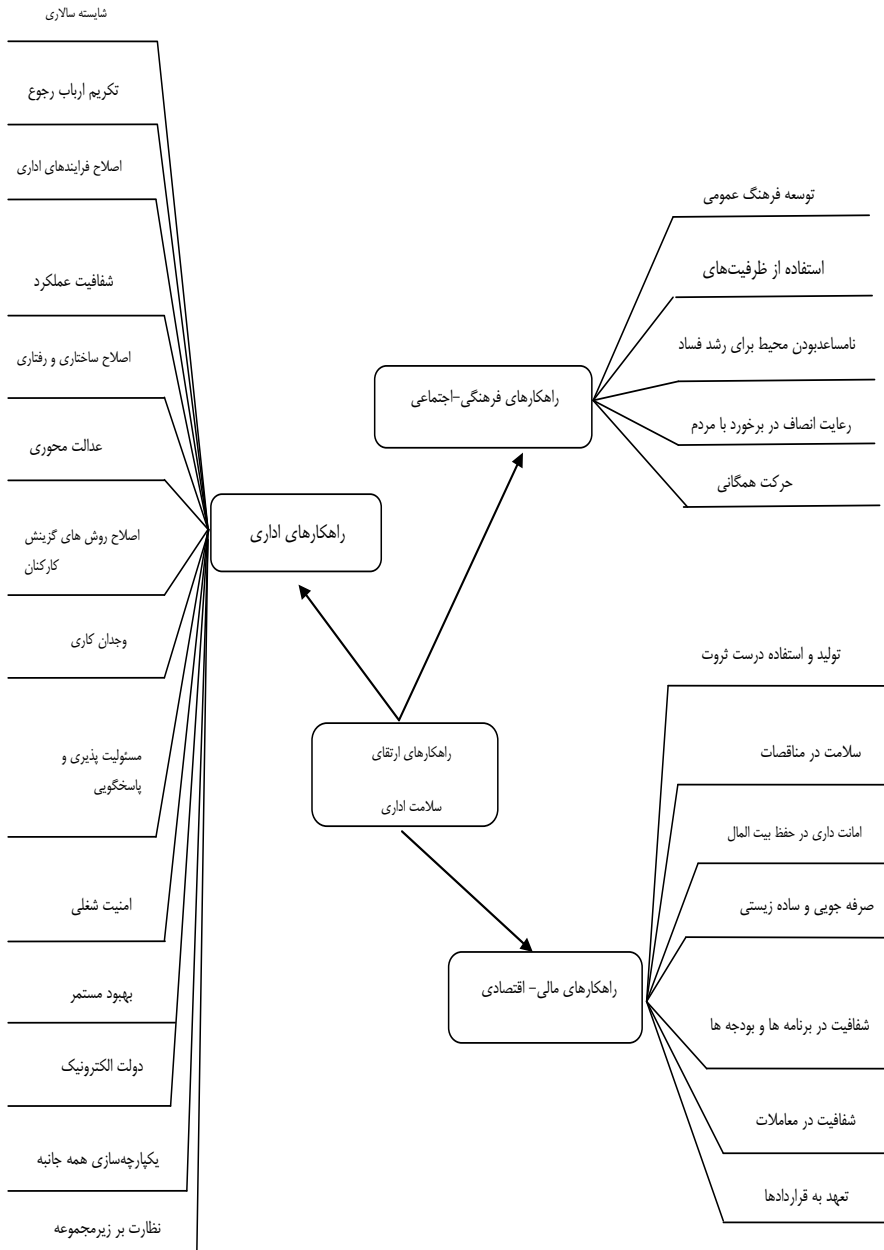 شایسته سالاری
تکریم ارباب رجوع
اصلاح فرایندهای اداری
شفافیت عملکرد
اصلاح ساختاری و رفتاری
عدالت محوری
اصلاح روش های گزینش
کارکنان
وجدان کاری
مسئولیت پذیری و
پاسخگویی
امنیت شغلی
بهبود مستمر
دولت الکترونیک
یکپارچه‌سازی همه جانبه
نظارت بر زیرمجموعه
راهکارهای اداری
توسعه فرهنگ عمومی
استفاده از ظرفیت‌های
نامساعدبودن محیط برای رشد فساد
رعایت انصاف در برخورد با مردم
حرکت همگانی
راهکارهای فرهنگی-اجتماعی
راهکارهای ارتقای
سلامت اداری
تولید و استفاده درست ثروت
سلامت در مناقصات
امانت داری در حفظ بیت المال
صرفه جویی و ساده زیستی
شفافیت در برنامه ها و بودجه ها
شفافیت در معاملات
تعهد به قراردادها
راهکارهای مالی- اقتصادی